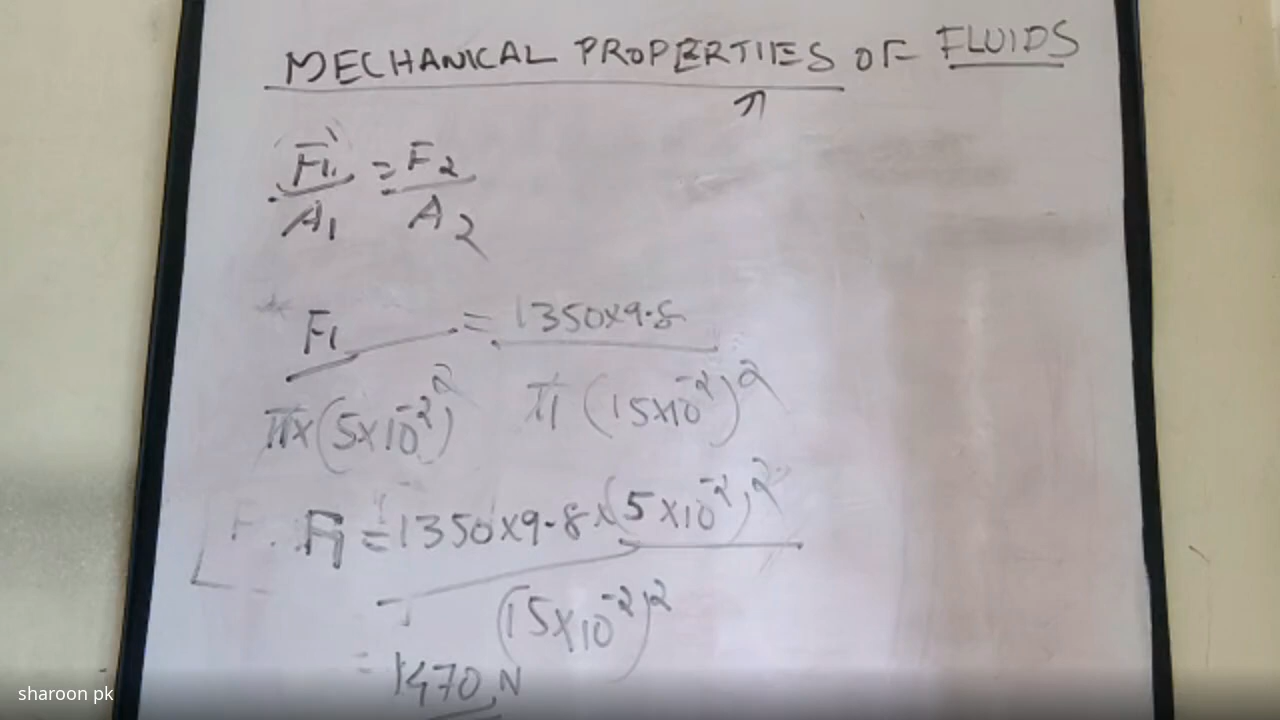 MECHANICAL PROPERTIES OF FLUIDS
F1 = F2
A1 A2
F1 = 1350×9.8
π×(5×10⁻²)² π(15×10⁻²)²
F1 = 1350×9.8×(5×10⁻²)²
(15×10⁻²)²
= 1470 N
sharoon pk